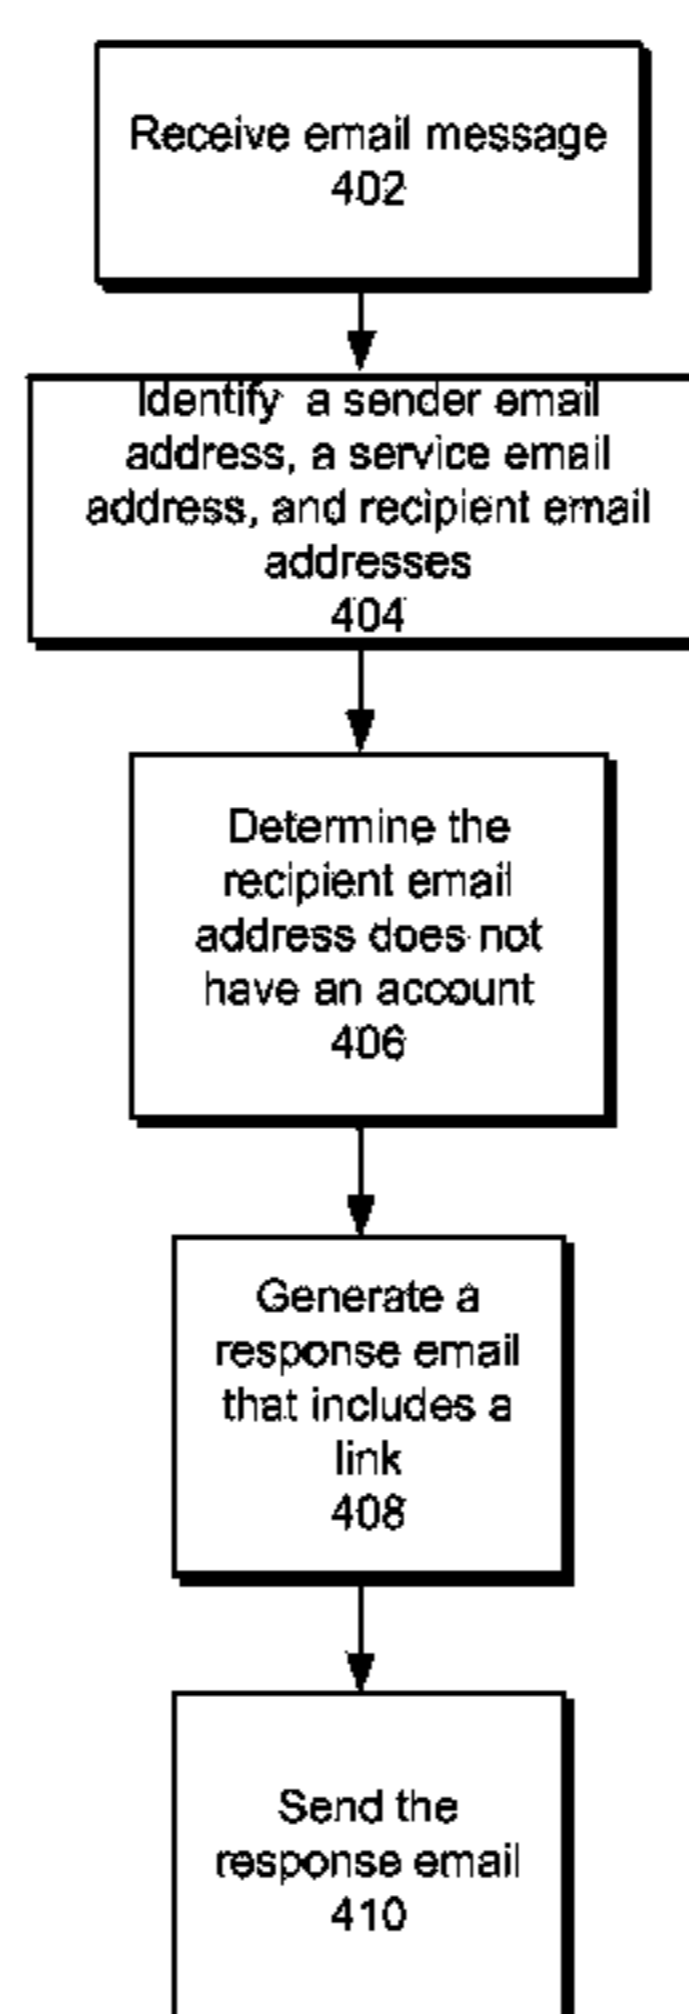 Receive email message
402
Identify a sender email
address, a service email
address, and recipient email
addresses
404
Determine the
recipient email
address does not
have an account
406
Generate a
response email
that includes a
link
408
Send the
response email
410